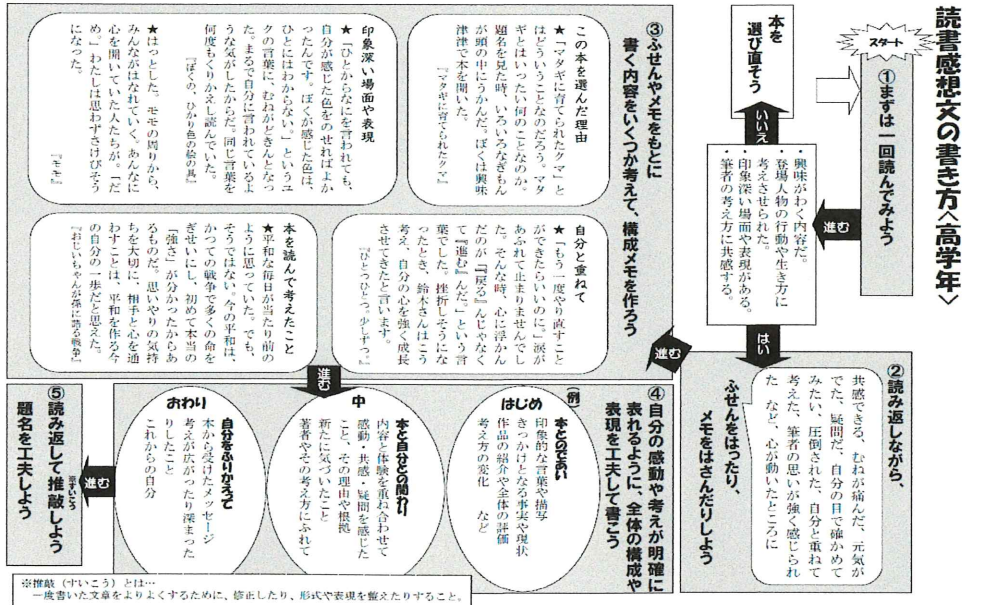 読書感想文の書き方〈高学年〉
スタート
①まずは一回読んでみよう
進む
・興味がわく内容だ。
・登場人物の行動や生き方に
考えさせられた。
・印象深い場面や表現がある。
・筆者の考え方に共感する。
いいえ
本を
選び直そう
はい
②読み返しながら、
ふせんをはったり、
メモをはさんだりしよう
共感できる、むねが痛んだ、元気が
でた、疑問だ、自分の目で確かめて
みたい、圧倒された、自分と重ねて
考えた、筆者の思いが強く感じられ
た など、心が動いたところに
進む
③ふせんやメモをもとに
書く内容をいくつか考えて、構成メモを作ろう
この本を選んだ理由
★「マタギに育てられたクマ」と
はどういうことなのだろう。マタ
ギとはいったい何のことなのか。
題名を見た時、いろいろなぎもん
が頭の中にうかんだ。ぼくは興味
津津で本を開いた。
『マタギに育てられたクマ』
印象深い場面や表現
★「ひとからなにを言われても、
自分が感じた色をのせればよか
ったんです。ぼくが感じた色は、
ひとにはわからない。」というユ
クの言葉に、むねがどきんとなっ
た。まるで自分に言われているよ
うな気がしたからだ。同じ言葉を
何度もくりかえし読んでいた。
『ぼくの、ひかり色の絵の具』
★はっとした。モモの周りから、
みんながはなれていく。あんなに
心を開いていた人たちが。「だ
め。」わたしは思わずさけびそう
になった。
『モモ』
自分と重ねて
★「もう一度やり直すこと
ができたらいいのに。」涙が
あふれて止まりませんでし
た。そんな時、心に浮かん
だのが『戻る』んじゃなく
て『進む』んだ。」という言
葉でした。挫折しそうにな
ったとき、鈴木さんはこう
考え、自分の心を強く成長
させてきたと言います。
『ひとつひとつ。少しずつ。』
本を読んで考えたこと
★平和な毎日が当たり前の
ように思っていた。でも、
そうではない。今の平和は、
かつての戦争で多くの命を
ぎせいにし、初めて本当の
「強さ」が分かったからあ
るものだ。思いやりの気持
ちを大切に、相手と心を通
わすことは、平和を作る今
の自分の一歩だと思えた。
『おじいちゃんが孫に語る戦争』
進む
④自分の感動や考えが明確に
表れるように、全体の構成や
表現を工夫して書こう
(例)
はじめ
本とのであい
印象的な言葉や描写
きっかけとなる事実や現状
作品の紹介や全体の評価
考え方の変化 など
中
本と自分との関わり
内容と体験を重ね合わせて
感動・共感・疑問を感じた
こと、その理由や根拠
新たに気づいたこと
著者やその考え方にふれて
おわり
自分をふりかえって
本から受けたメッセージ
考えが広がったり深まった
りしたこと
これからの自分
進む
⑤読み返して推敲しよう
※すいこう
題名を工夫しよう
※推敲(すいこう)とは…
一度書いた文章をよりよくするために、修正したり、形式や表現を整えたりすること。